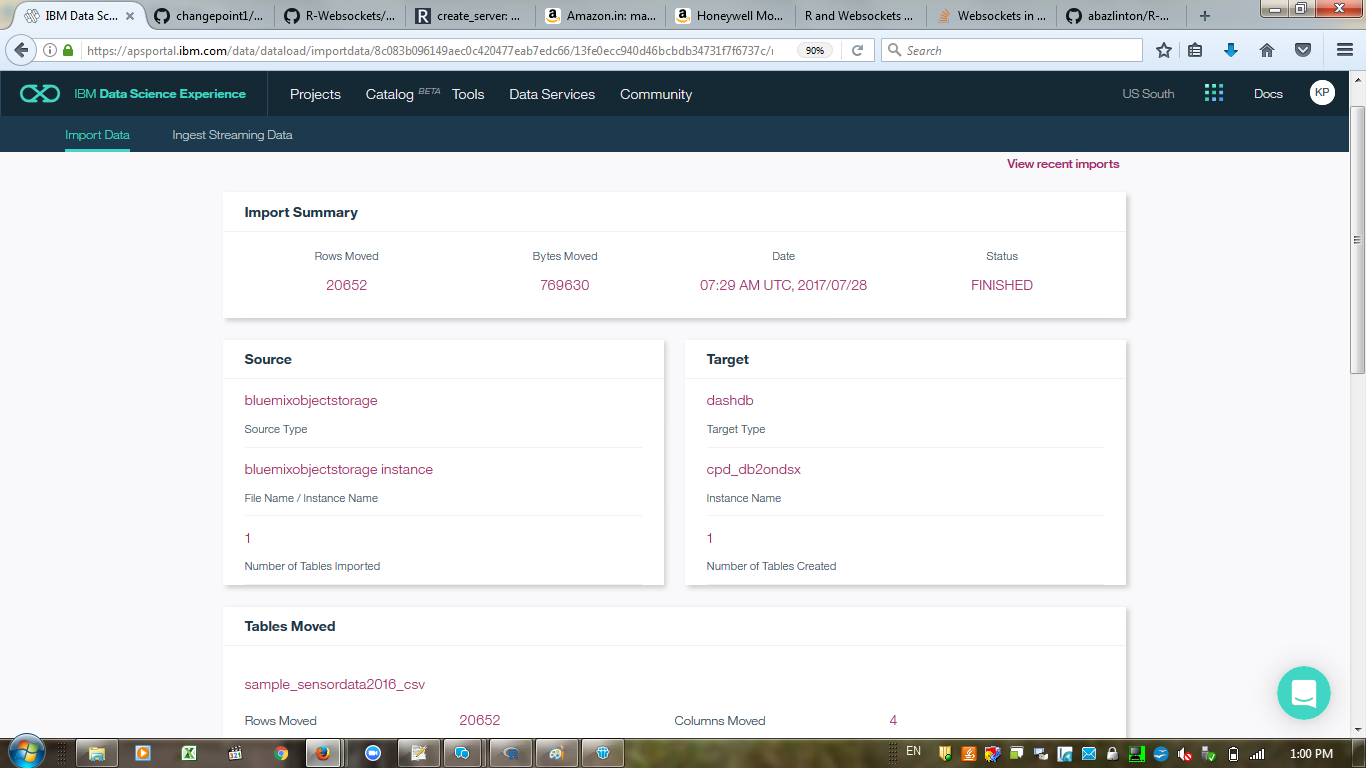 IBM Data Sc...
changepoint1/...
R-Websockets/...
create_server: ...
Amazon.in: ma...
Honeywell Mo...
R and Websockets ...
Websockets in ...
abazlinton/R-...
https://apsportal.ibm.com/data/dataload/importdata/8c083b096149aec0c420477eab7edc66/13fe0ecc940d46bcbdb34731f7f6737c/r
90%
Search
IBM Data Science Experience
Projects
Catalog BETA
Tools
Data Services
Community
US South
Docs
KP
Import Data
Ingest Streaming Data
View recent imports
Import Summary
Rows Moved
Bytes Moved
Date
Status
20652
769630
07:29 AM UTC, 2017/07/28
FINISHED
Source
bluemixobjectstorage
Source Type
bluemixobjectstorage instance
File Name / Instance Name
1
Number of Tables Imported
Target
dashdb
Target Type
cpd_db2ondsx
Instance Name
1
Number of Tables Created
Tables Moved
sample_sensordata2016_csv
Rows Moved
20652
Columns Moved
4
EN
1:00 PM